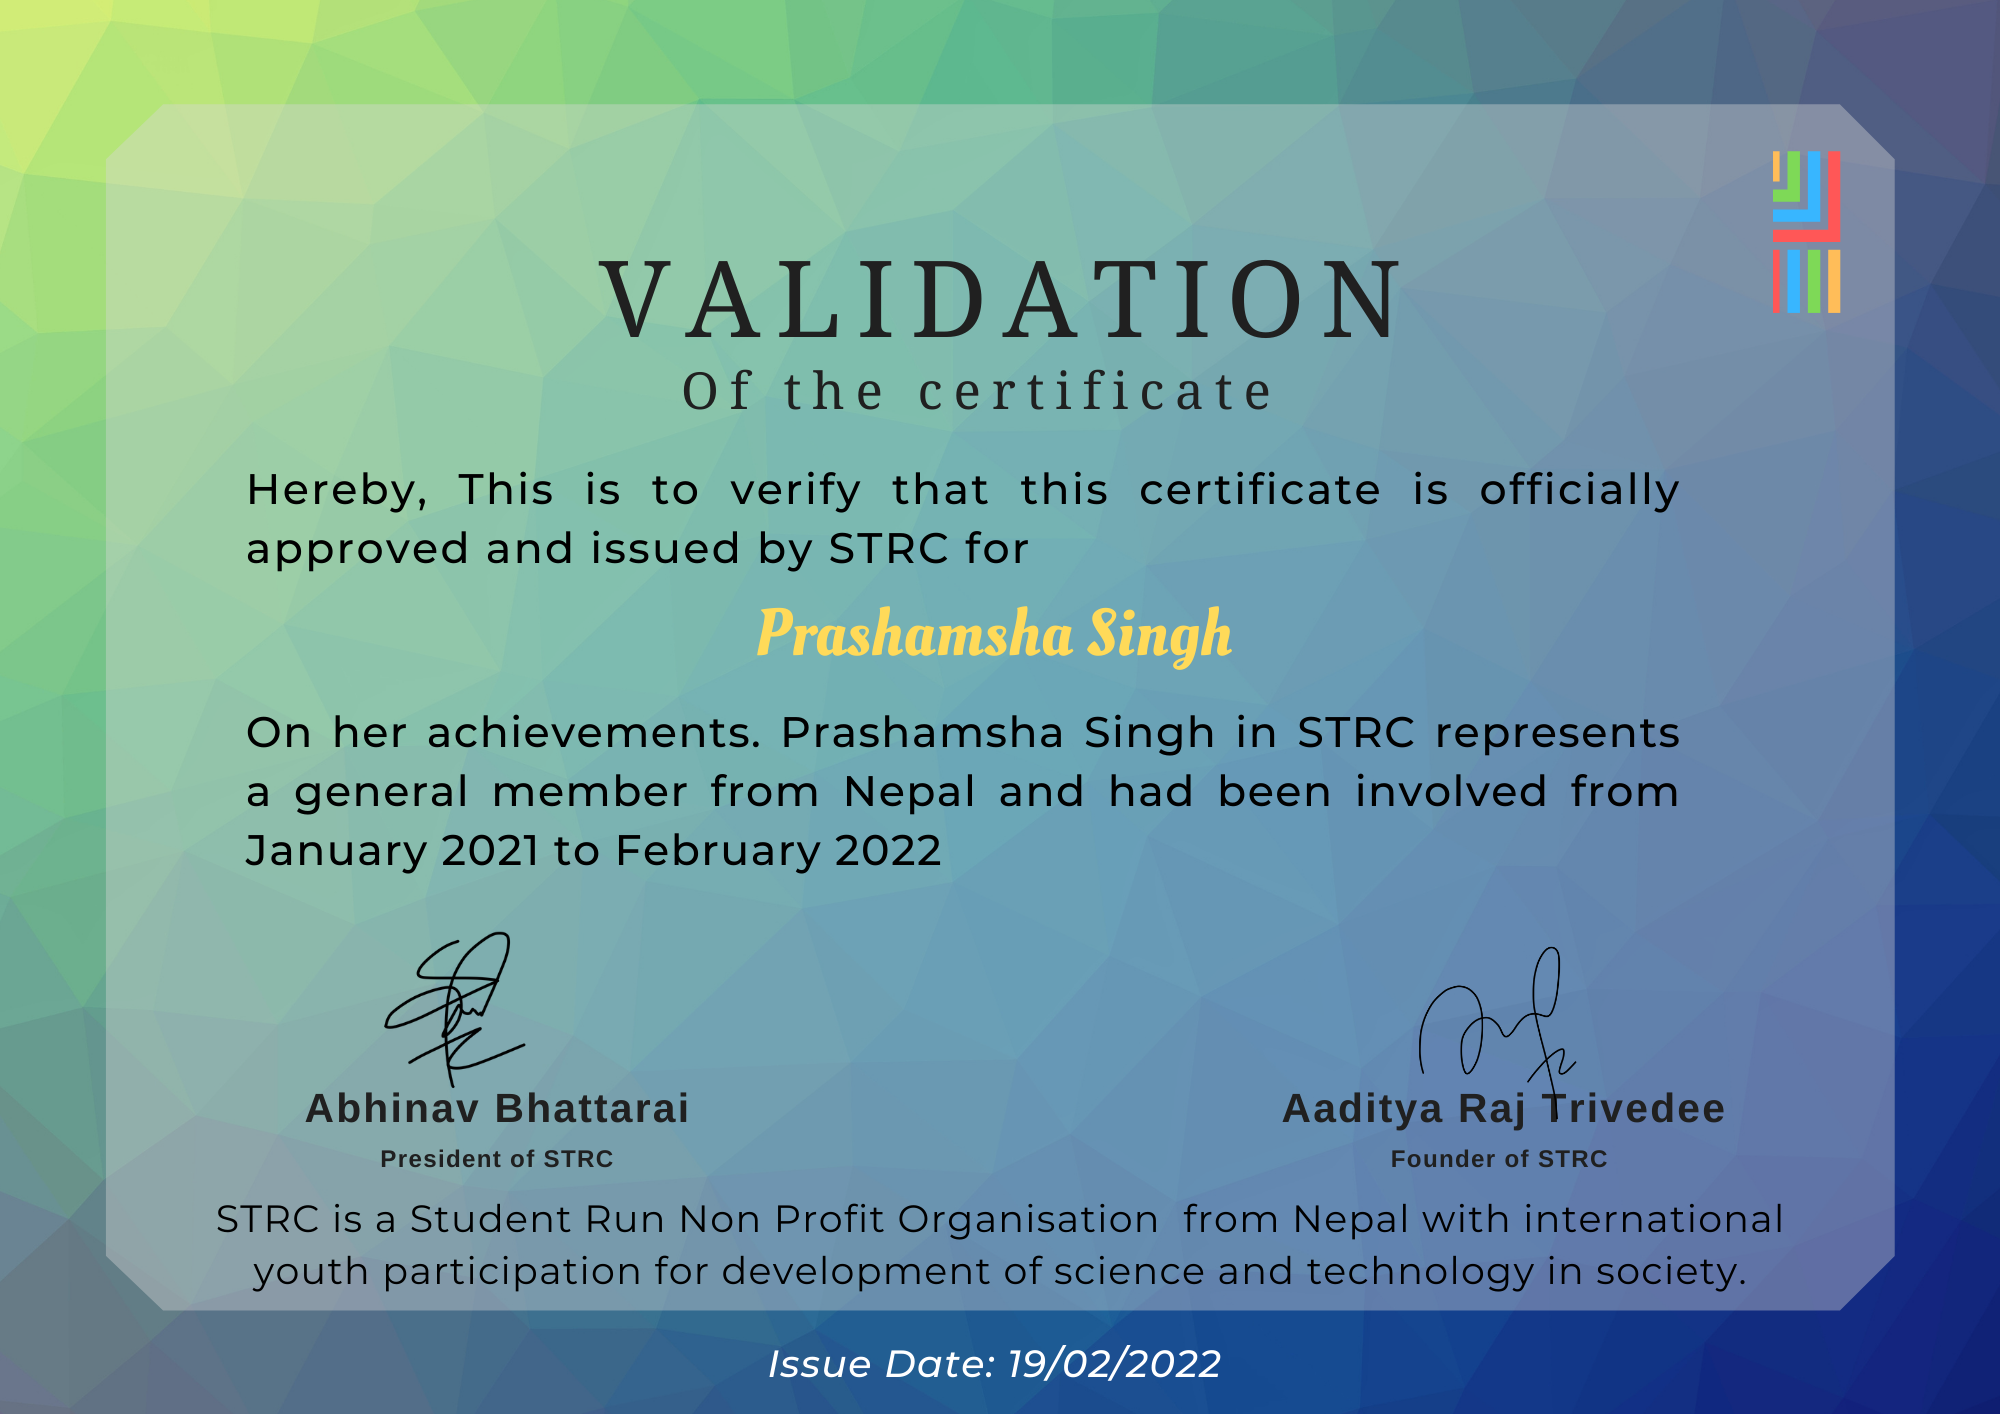 VALIDATION
Of the certificate
Hereby, This is to verify that this certificate is officially
approved and issued by STRC for
Prashamsha Singh
On her achievements. Prashamsha Singh in STRC represents
a general member from Nepal and had been involved from
January 2021 to February 2022
Abhinav Bhattarai
Aaditya Raj Trivedee
President of STRC
Founder of STRC
STRC is a Student Run Non Profit Organisation from Nepal with international
youth participation for development of science and technology in society.
Issue Date: 19/02/2022